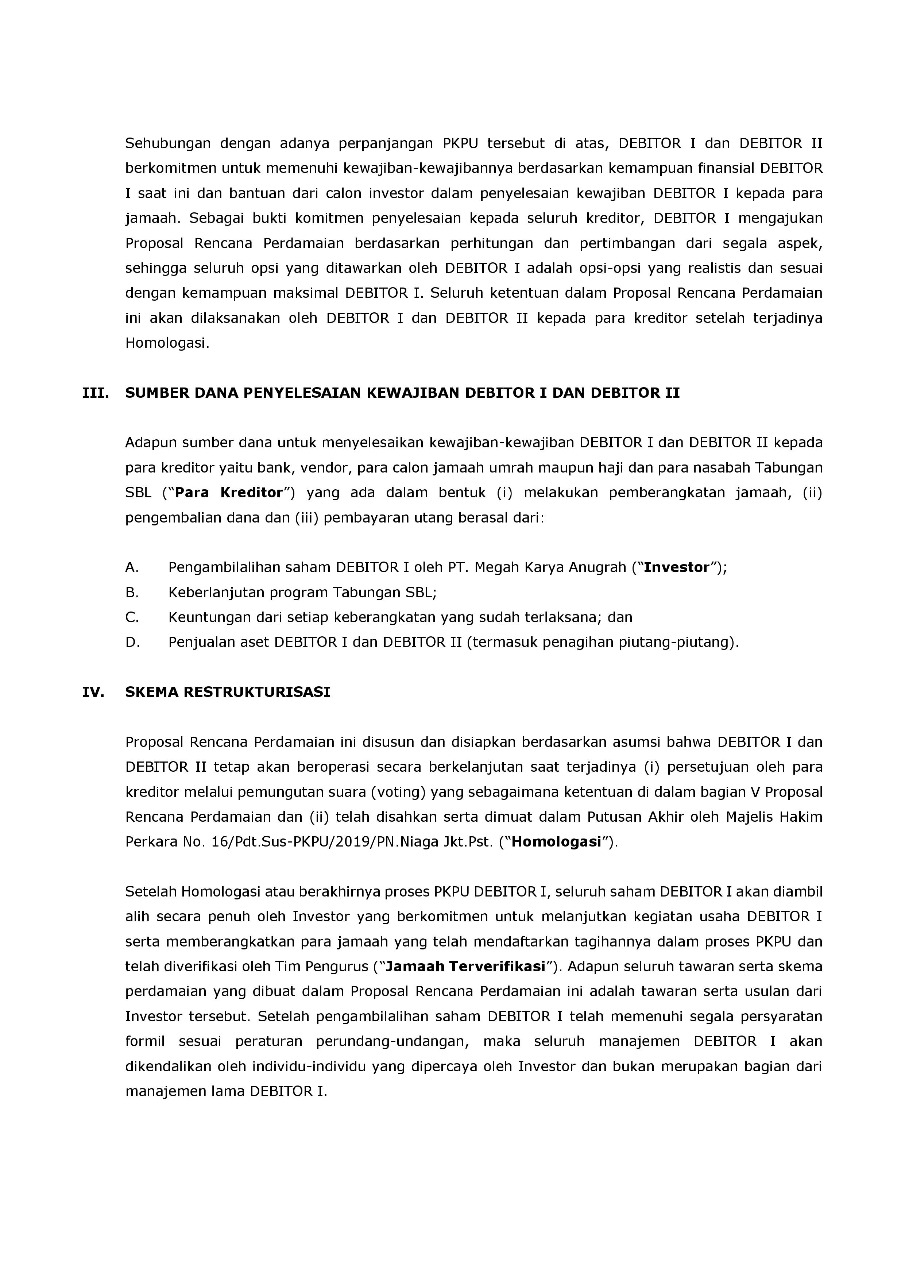 Sehubungan dengan adanya perpanjangan PKPU tersebut di atas, DEBITOR I dan DEBITOR II
berkomitmen untuk memenuhi kewajiban-kewajibannya berdasarkan kemampuan finansial DEBITOR
I saat ini dan bantuan dari calon investor dalam penyelesaian kewajiban DEBITOR I kepada para
jamaah. Sebagai bukti komitmen penyelesaian kepada seluruh kreditor, DEBITOR I mengajukan
Proposal Rencana Perdamaian berdasarkan perhitungan dan pertimbangan dari segala aspek,
sehingga seluruh opsi yang ditawarkan oleh DEBITOR I adalah opsi-opsi yang realistis dan sesuai
dengan kemampuan maksimal DEBITOR I. Seluruh ketentuan dalam Proposal Rencana Perdamaian
ini akan dilaksanakan oleh DEBITOR I dan DEBITOR II kepada para kreditor setelah terjadinya
Homologasi.
III. SUMBER DANA PENYELESAIAN KEWAJIBAN DEBITOR I DAN DEBITOR II
Adapun sumber dana untuk menyelesaikan kewajiban-kewajiban DEBITOR I dan DEBITOR II kepada
para kreditor yaitu bank, vendor, para calon jamaah umrah maupun haji dan para nasabah Tabungan
SBL (“Para Kreditor”) yang ada dalam bentuk (i) melakukan pemberangkatan jamaah, (ii)
pengembalian dana dan (iii) pembayaran utang berasal dari:
A. Pengambilalihan saham DEBITOR I oleh PT. Megah Karya Anugrah (“Investor”);
B. Keberlanjutan program Tabungan SBL;
C. Keuntungan dari setiap keberangkatan yang sudah terlaksana; dan
D. Penjualan aset DEBITOR I dan DEBITOR II (termasuk penagihan piutang-piutang).
IV. SKEMA RESTRUKTURISASI
Proposal Rencana Perdamaian ini disusun dan disiapkan berdasarkan asumsi bahwa DEBITOR I dan
DEBITOR II tetap akan beroperasi secara berkelanjutan saat terjadinya (i) persetujuan oleh para
kreditor melalui pemungutan suara (voting) yang sebagaimana ketentuan di dalam bagian V Proposal
Rencana Perdamaian dan (ii) telah disahkan serta dimuat dalam Putusan Akhir oleh Majelis Hakim
Perkara No. 16/Pdt.Sus-PKPU/2019/PN.Niaga Jkt.Pst. (“Homologasi”).
Setelah Homologasi atau berakhirnya proses PKPU DEBITOR I, seluruh saham DEBITOR I akan diambil
alih secara penuh oleh Investor yang berkomitmen untuk melanjutkan kegiatan usaha DEBITOR I
serta memberangkatkan para jamaah yang telah mendaftarkan tagihannya dalam proses PKPU dan
telah diverifikasi oleh Tim Pengurus (“Jamaah Terverifikasi”). Adapun seluruh tawaran serta skema
perdamaian yang dibuat dalam Proposal Rencana Perdamaian ini adalah tawaran serta usulan dari
Investor tersebut. Setelah pengambilalihan saham DEBITOR I telah memenuhi segala persyaratan
formil sesuai peraturan perundang-undangan, maka seluruh manajemen DEBITOR I akan
dikendalikan oleh individu-individu yang dipercaya oleh Investor dan bukan merupakan bagian dari
manajemen lama DEBITOR I.